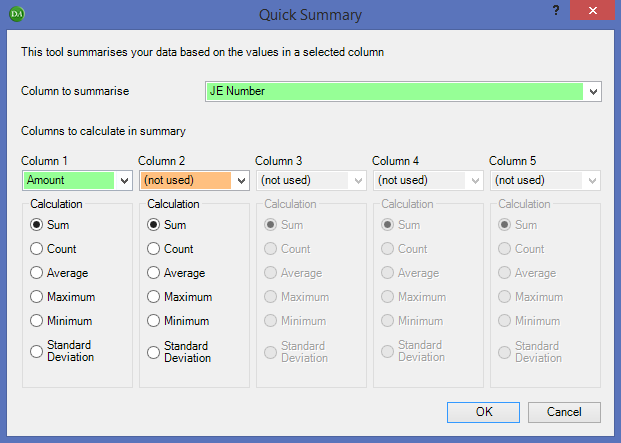 DA
Quick Summary
?
This tool summarises your data based on the values in a selected column
Column to summarise
JE Number
Columns to calculate in summary
Column 1 Column 2 Column 3 Column 4 Column 5
Amount (not used) (not used) (not used) (not used)
Calculation Calculation Calculation Calculation Calculation
Sum Sum Sum Sum Sum
Count Count Count Count Count
Average Average Average Average Average
Maximum Maximum Maximum Maximum Maximum
Minimum Minimum Minimum Minimum Minimum
Standard Standard Standard Standard Standard
Deviation Deviation Deviation Deviation Deviation
OK Cancel